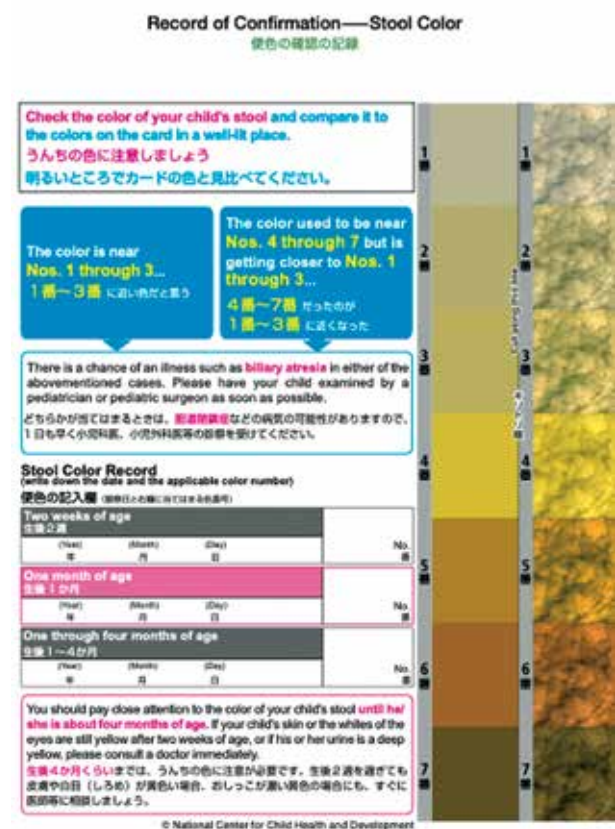 Record of Confirmation—Stool Color
便色の確認の記録
Check the color of your child's stool and compare it to
the colors on the card in a well-lit place.
うんちの色に注意しましょう
明るいところでカードの色と見比べてください。
The color is near
Nos. 1 through 3...
1番～3番 に近い色だと思う
The color used to be near
Nos. 4 through 7 but is
getting closer to Nos. 1
through 3...
4番～7番 だったのが
1番～3番 に近くなった
There is a chance of an illness such as biliary atresia in either of the
abovementioned cases. Please have your child examined by a
pediatrician or pediatric surgeon as soon as possible.
どちらかが当てはまるときは、胆道閉鎖症などの病気の可能性がありますので、
1日も早く小児科医、小児外科医等の診察を受けてください。
Stool Color Record
(write down the date and the applicable color number)
便色の記入欄
Two weeks of age
生後2週
(Year) (Month) (Day) No.
年 月 日 番
One month of age
生後1か月
(Year) (Month) (Day) No.
年 月 日 番
One through four months of age
生後1～4か月
(Year) (Month) (Day) No.
年 月 日 番
You should pay close attention to the color of your child's stool until he/
she is about four months of age. If your child's skin or the whites of the
eyes are still yellow after two weeks of age, or if his or her urine is a deep
yellow, please consult a doctor immediately.
生後4か月くらいまでは、うんちの色に注意が必要です。生後2週を過ぎても
皮膚や白目（しろめ）が黄色い場合、おしっこが濃い黄色の場合にも、すぐに
医師等に相談しましょう。
© National Center for Child Health and Development
1番
2番
3番
4番
5番
6番
7番
1番
2番
3番
4番
5番
6番
7番